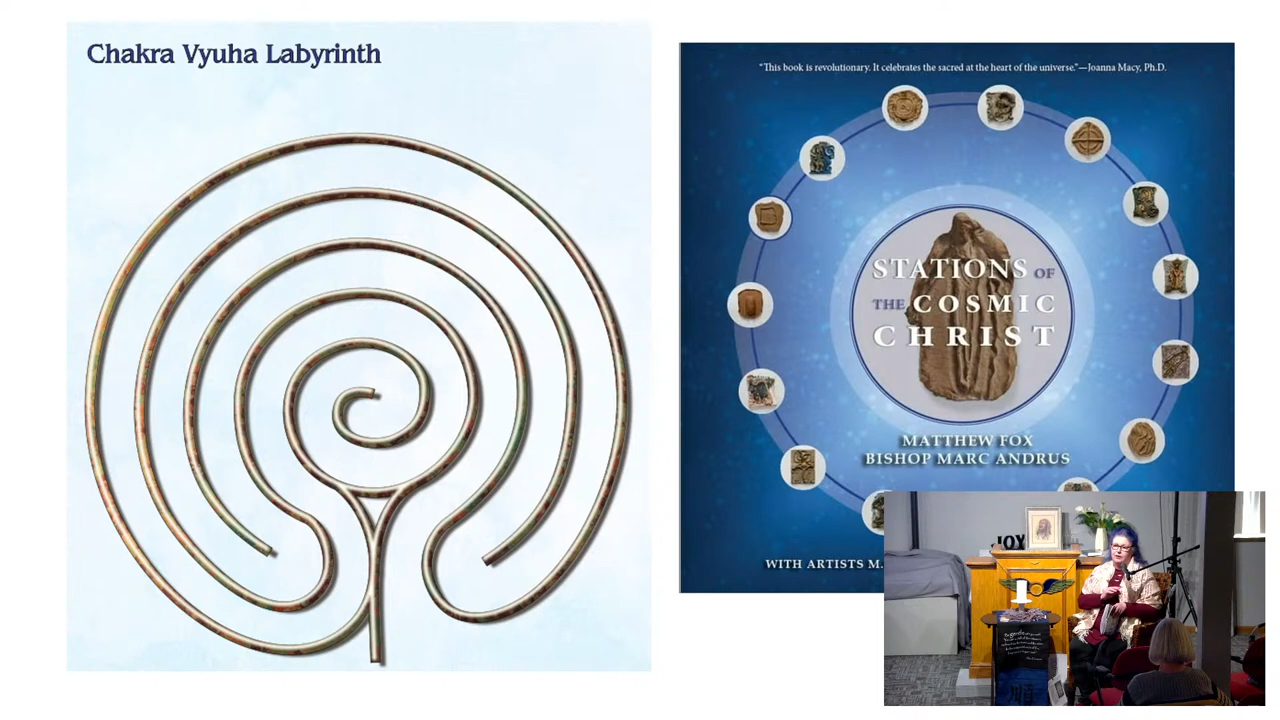 Chakra Vyuha Labyrinth
"This book is revolutionary. It celebrates the sacred at the heart of the universe."—Joanna Macy, Ph.D.
STATIONS OF
THE COSMIC
CHRIST
MATTHEW FOX
BISHOP MARC ANDRUS
WITH ARTISTS M.
JOY